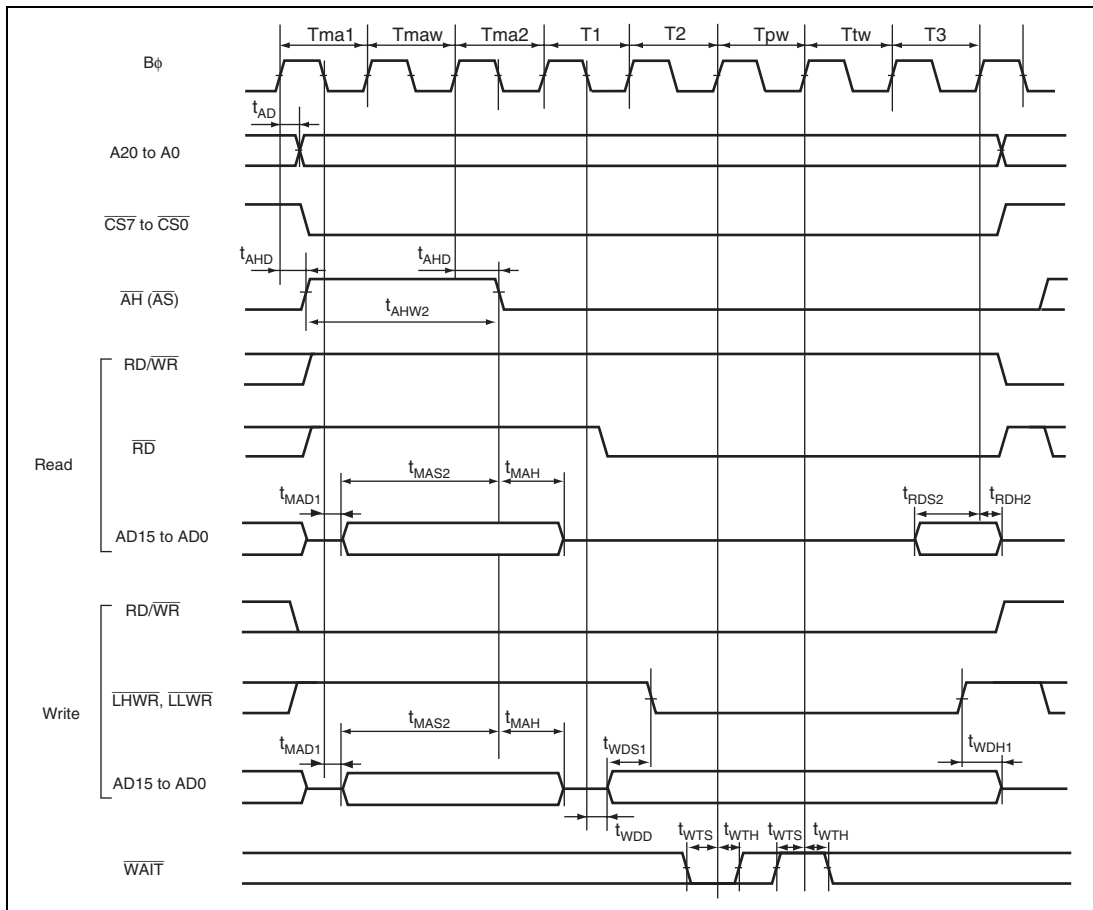 Tma1 Tmaw Tma2 T1 T2 Tpw Ttw T3
Bφ
tAD
A20 to A0
CS7 to CS0
tAHD tAHD
AH (AS)
tAHW2
RD/WR
RD
Read
tMAS2 tMAH
tMAD1 tRDS2 tRDH2
AD15 to AD0
RD/WR
LHWR, LLWR
Write
tMAS2 tMAH
tMAD1 tWDS1 tWDH1
AD15 to AD0
tWDD tWTS tWTH tWTS tWTH
WAIT